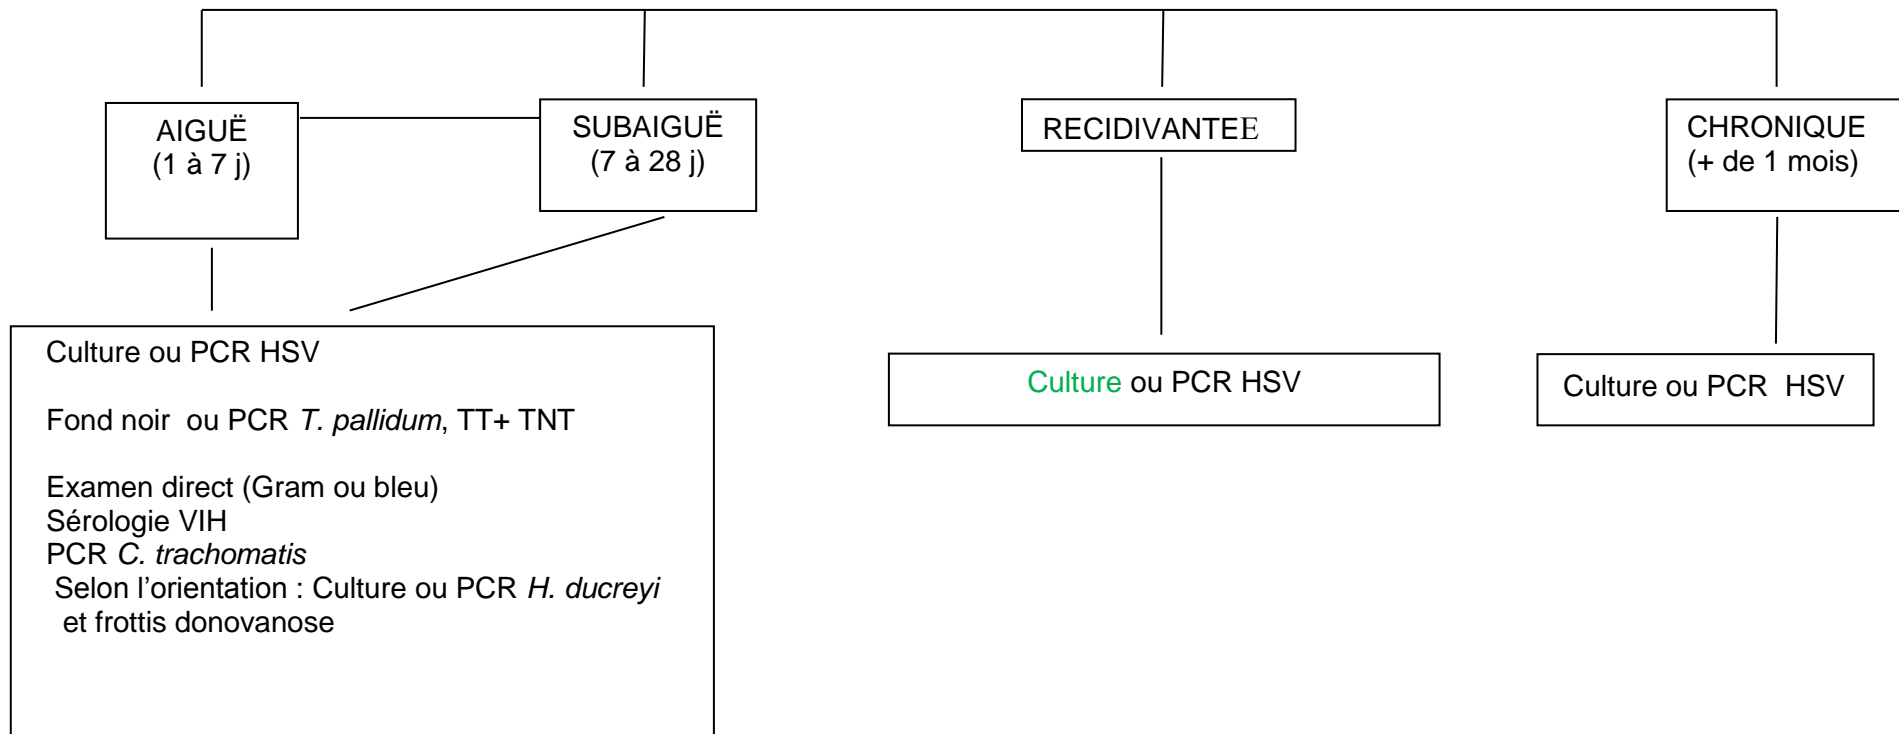 AIGUË
(1 à 7 j)
SUBAIGUË
(7 à 28 j)
RECIDIVANTEE
CHRONIQUE
(+ de 1 mois)
Culture ou PCR HSV
Fond noir ou PCR T. pallidum, TT+ TNT
Examen direct (Gram ou bleu)
Sérologie VIH
PCR C. trachomatis
Selon l’orientation : Culture ou PCR H. ducreyi
et frottis donovanose
Culture ou PCR HSV
Culture ou PCR HSV